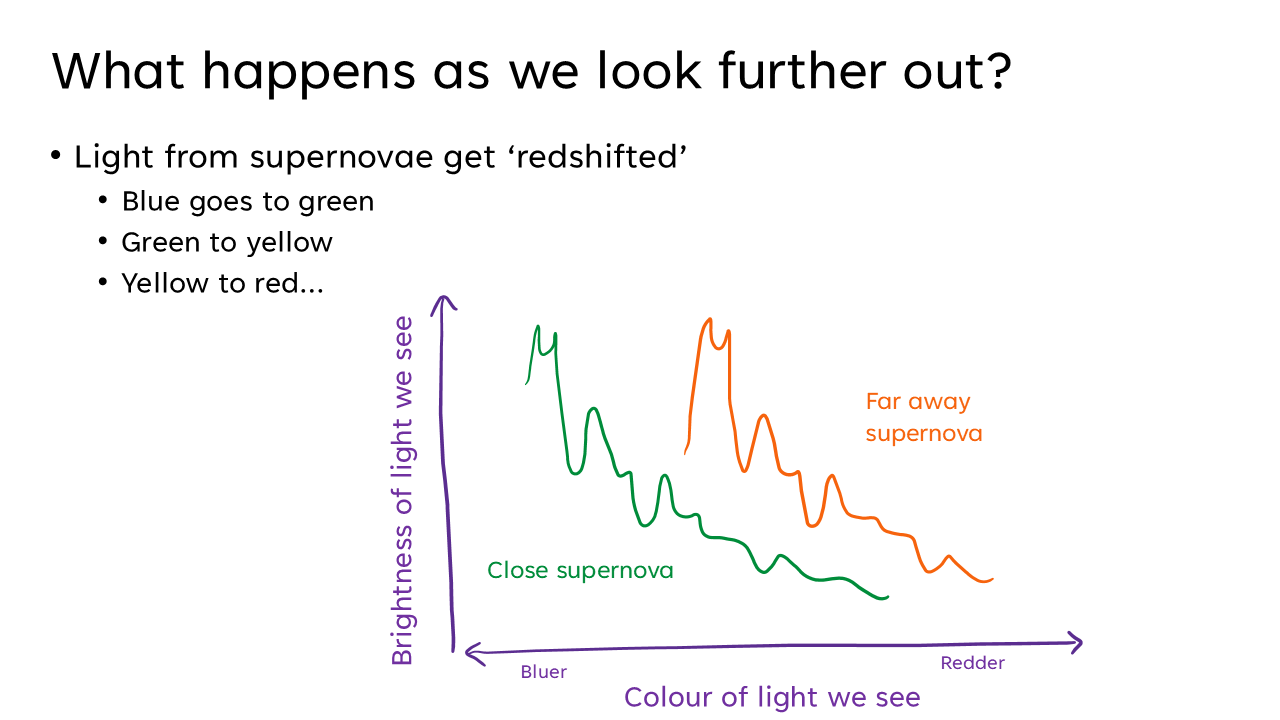 What happens as we look further out?
• Light from supernovae get ‘redshifted’
• Blue goes to green
• Green to yellow
• Yellow to red...
Brightness of light we see
Far away
supernova
Close supernova
Bluer
Redder
Colour of light we see